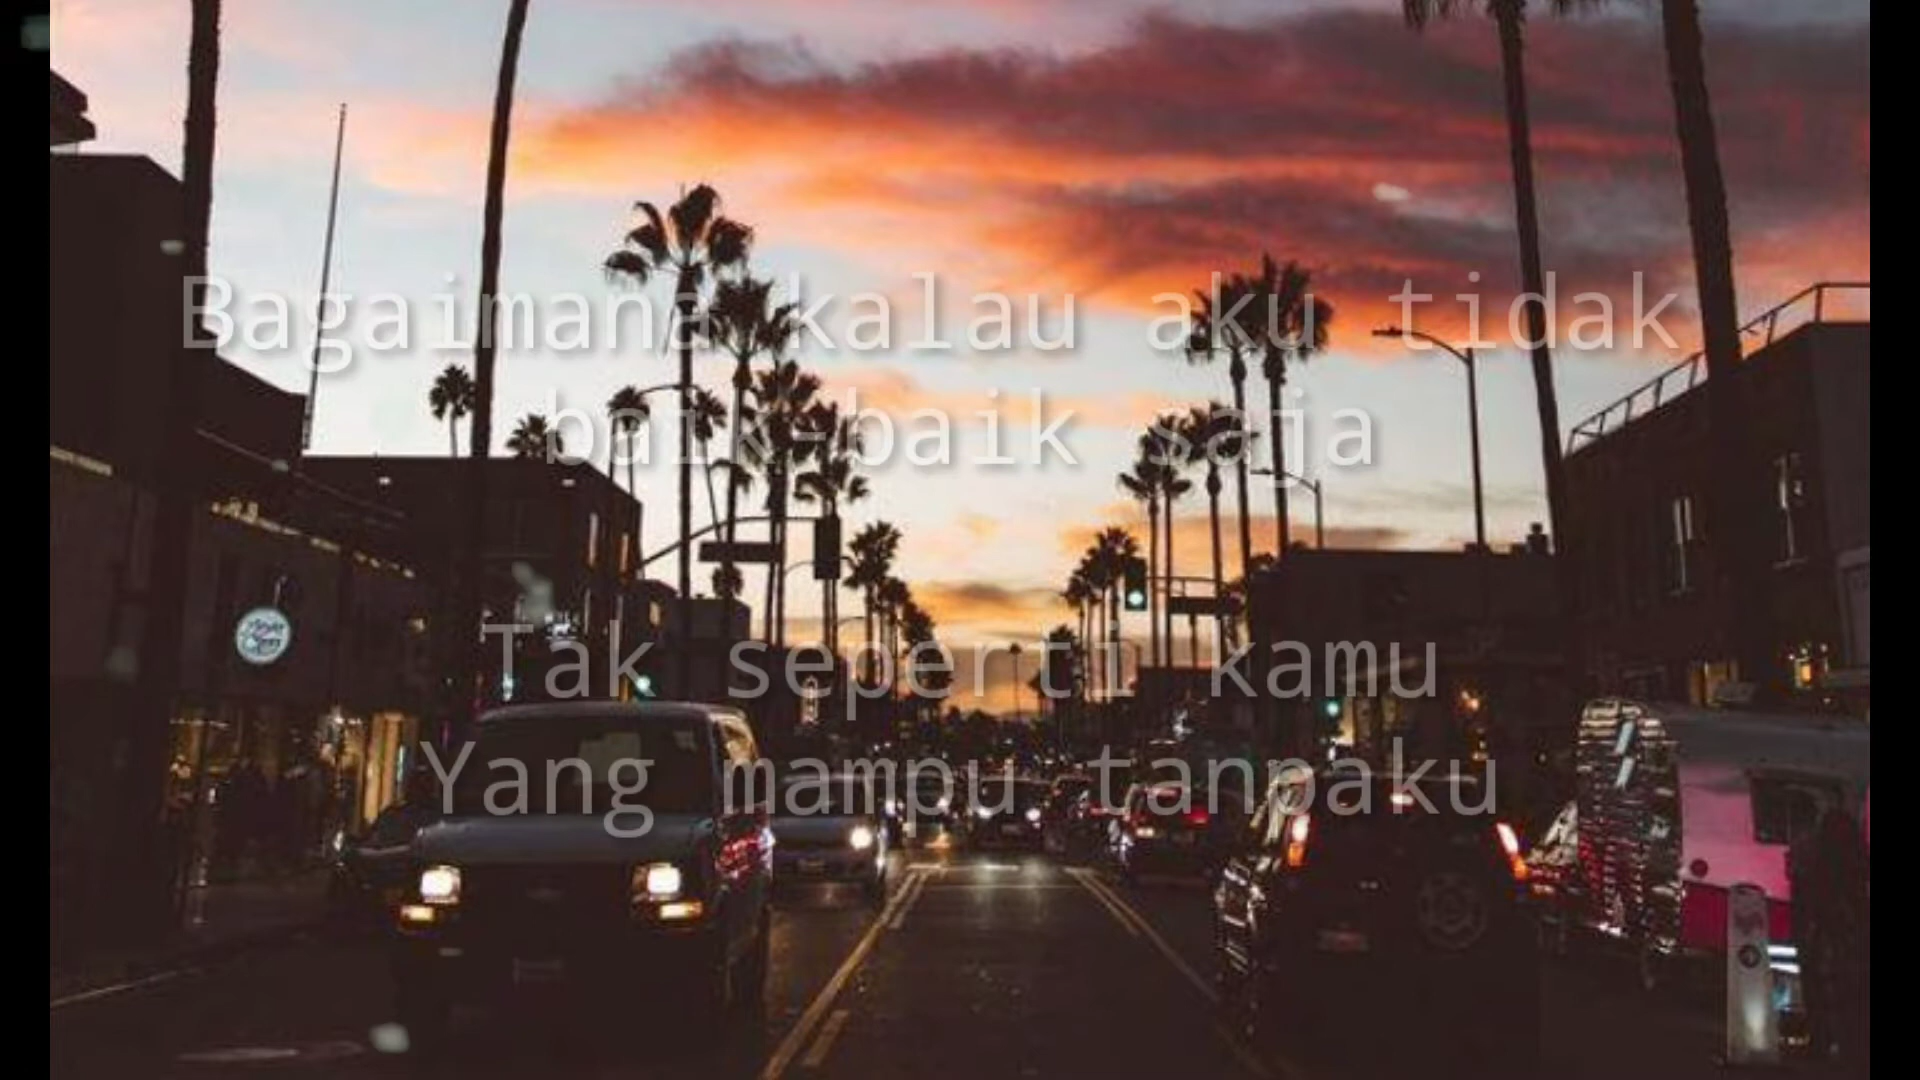 Bagaimana kalau aku tidak
baik-baik saja
Tak seperti kamu
Yang mampu tanpaku